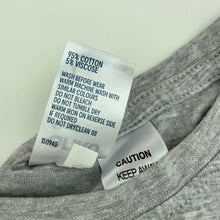 95% COTTON
5% VISCOSE
WASH BEFORE WEAR
WARM MACHINE WASH WITH
SIMILAR COLOURS
DO NOT BLEACH
DO NOT TUMBLE DRY
WARM IRON ON REVERSE SIDE
IF NEEDED
DO NOT DRYCLEAN
CAUTION
KEEP AWAY